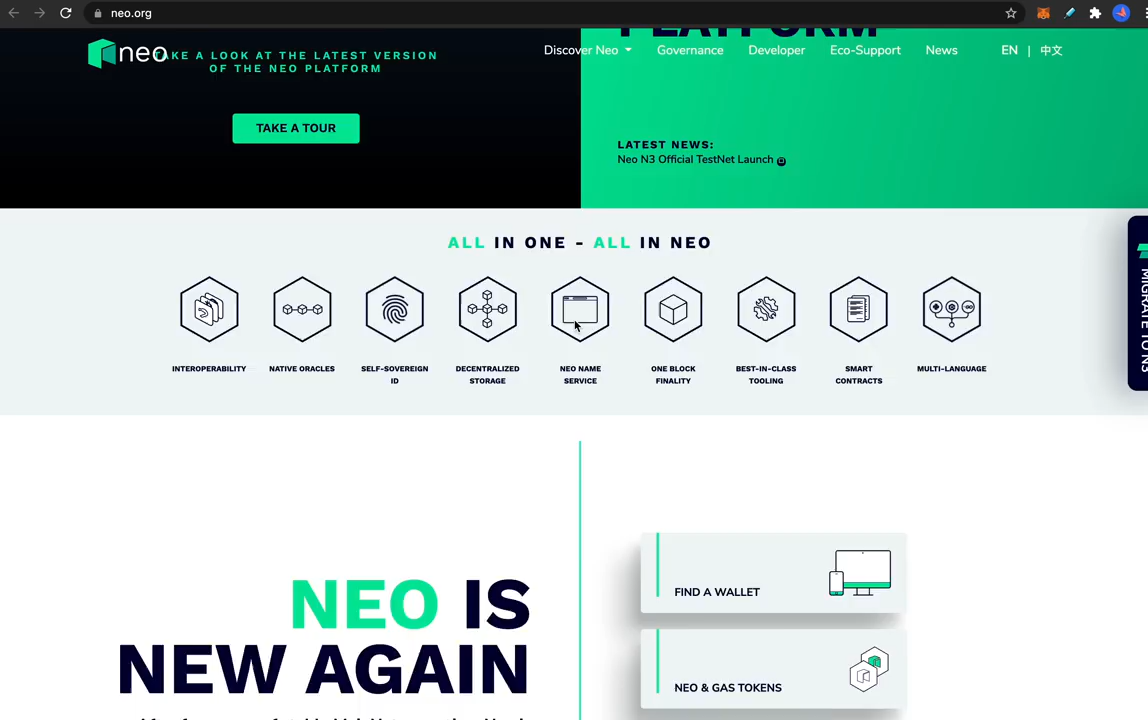 neo.org
PLATFORM
neo
TAKE A LOOK AT THE LATEST VERSION
OF THE NEO PLATFORM
Discover Neo
Governance
Developer
Eco-Support
News
EN | 中文
TAKE A TOUR
LATEST NEWS:
Neo N3 Official TestNet Launch
ALL IN ONE - ALL IN NEO
MIGRATE TO N3
INTEROPERABILITY
NATIVE ORACLES
SELF-SOVEREIGN
ID
DECENTRALIZED
STORAGE
NEO NAME
SERVICE
ONE BLOCK
FINALITY
BEST-IN-CLASS
TOOLING
SMART
CONTRACTS
MULTI-LANGUAGE
NEO IS
NEW AGAIN
FIND A WALLET
NEO & GAS TOKENS